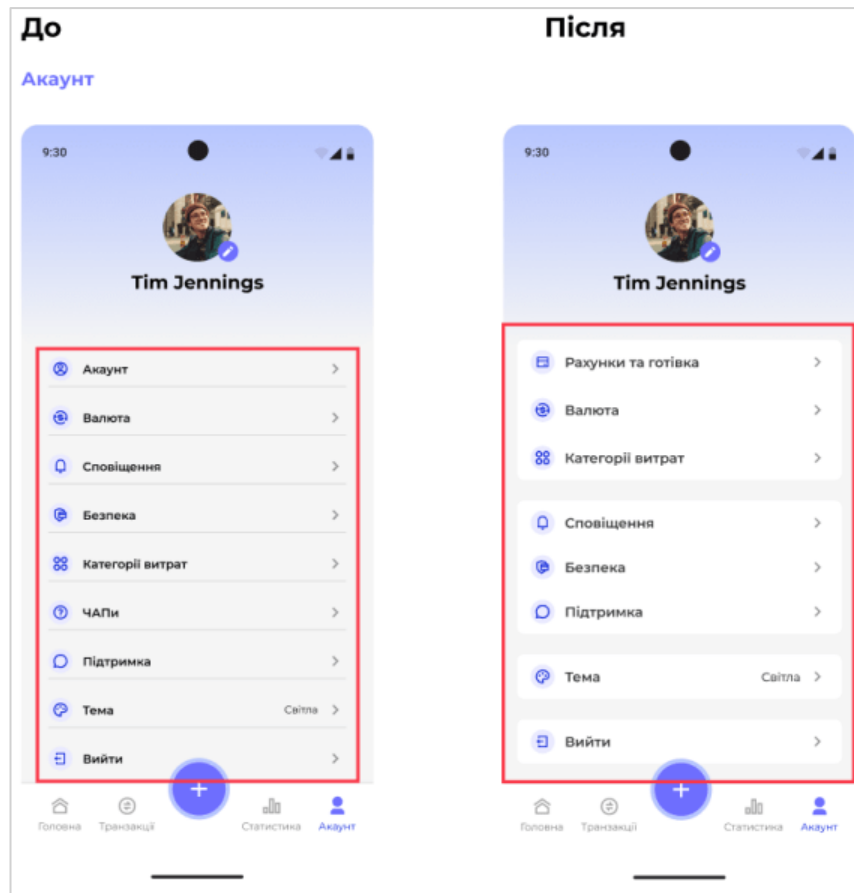 До
Після
Акаунт
9:30
Tim Jennings
Акаунт
Валюта
Сповіщення
Безпека
Категорії витрат
ЧАПи
Підтримка
Тема Світла
Вийти
+
Головна Транзакції Статистика Акаунт
9:30
Tim Jennings
Рахунки та готівка
Валюта
Категорії витрат
Сповіщення
Безпека
Підтримка
Тема Світла
Вийти
+
Головна Транзакції Статистика Акаунт